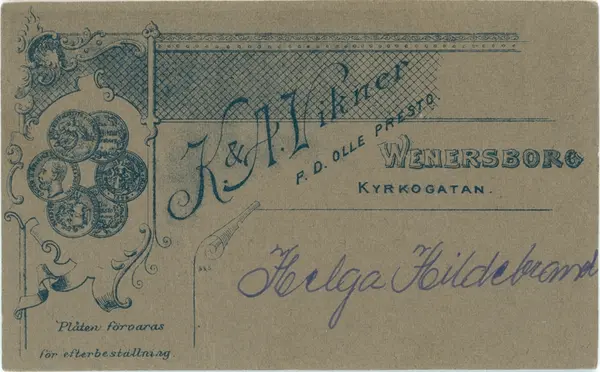 K. & A. Vikner
F. D. OLLE PRESTO.
WENERSBORG
KYRKOGATAN.
Helga Hildebrand
Plåten förvaras
för efterbeställning